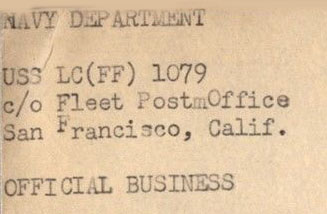 NAVY DEPARTMENT
USS LC(FF) 1079
c/o Fleet PostmOffice
San Francisco, Calif.
OFFICIAL BUSINESS